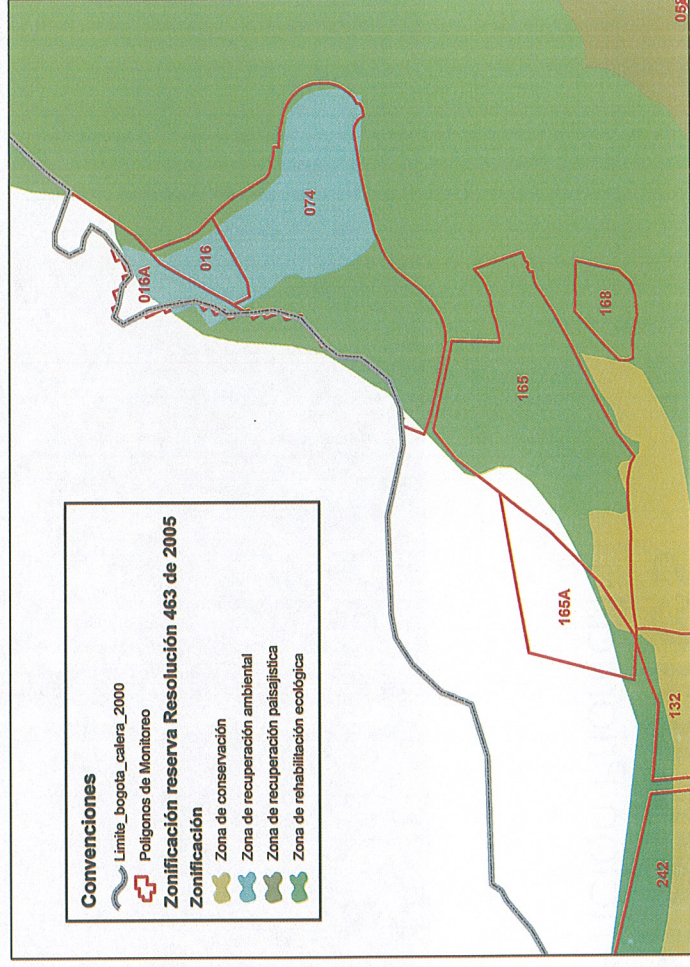 Convenciones
Limite_bogota_calera_2000
Poligonos de Monitoreo
Zonificación reserva Resolución 463 de 2005
Zonificación
Zona de conservación
Zona de recuperación ambiental
Zona de recuperación paisajistica
Zona de rehabilitación ecológica
016A
016
074
165
168
165A
132
242